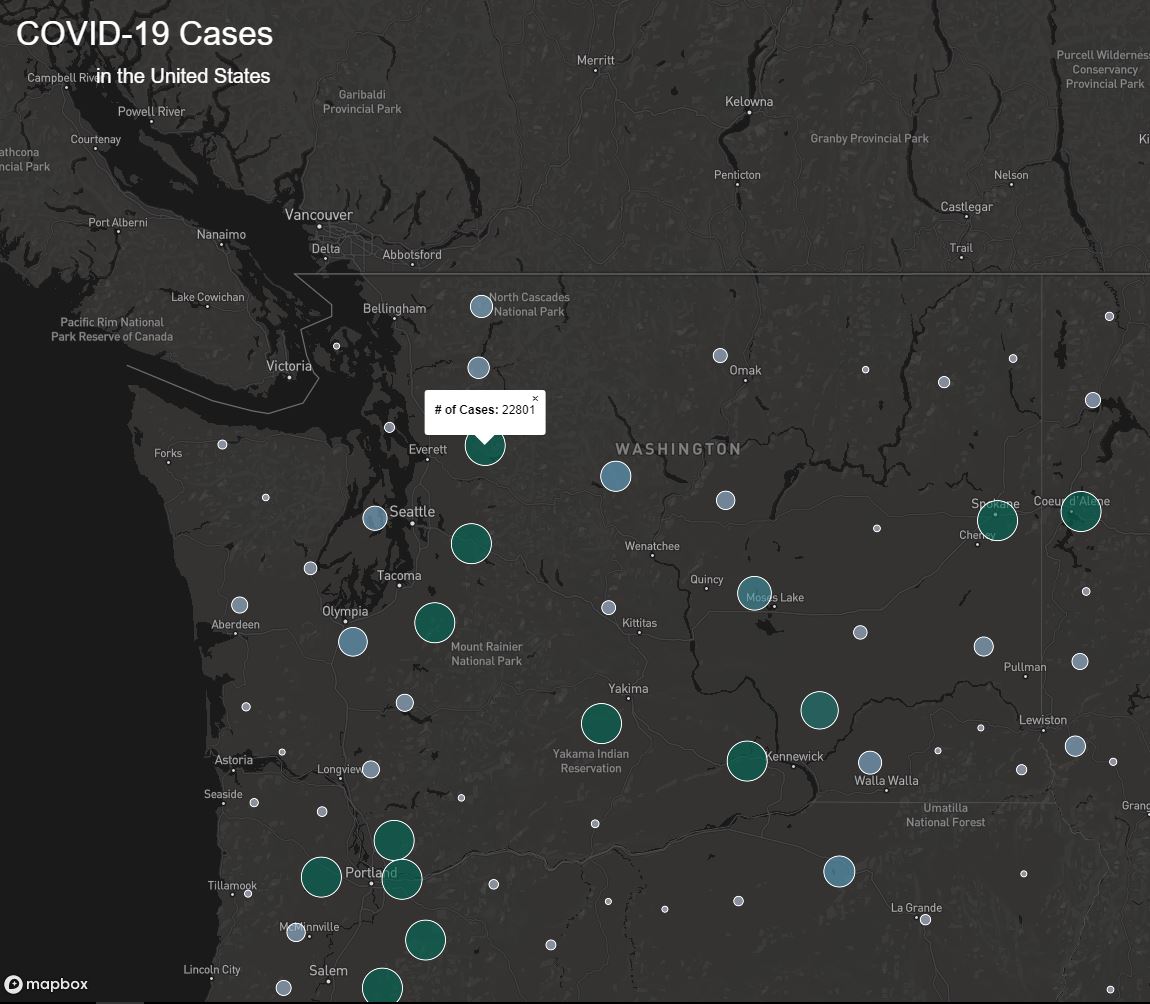 COVID-19 Cases
in the United States
Campbell River
Powell River
Courtenay
Garibaldi
Provincial Park
Merritt
Kelowna
Purcell Wilderness
Conservancy
Provincial Park
Granby Provincial Park
Ki
athcona
ncial Park
Penticton
Nelson
Castlegar
Port Alberni
Nanaimo
Vancouver
Delta
Abbotsford
Trail
Lake Cowichan
Bellingham
North Cascades
National Park
Pacific Rim National
Park Reserve of Canada
Victoria
Omak
× 
# of Cases: 22801
Forks
Everett
WASHINGTON
Seattle
Spokane
Coeur d'Alene
Cheney
Wenatchee
Tacoma
Quincy
Moses Lake
Olympia
Aberdeen
Kittitas
Mount Rainier
National Park
Pullman
Yakima
Lewiston
Astoria
Longview
Yakama Indian
Reservation
Kennewick
Walla Walla
Seaside
Umatilla
National Forest
Grang
Portland
Tillamook
McMinnville
La Grande
Lincoln City
Salem
mapbox